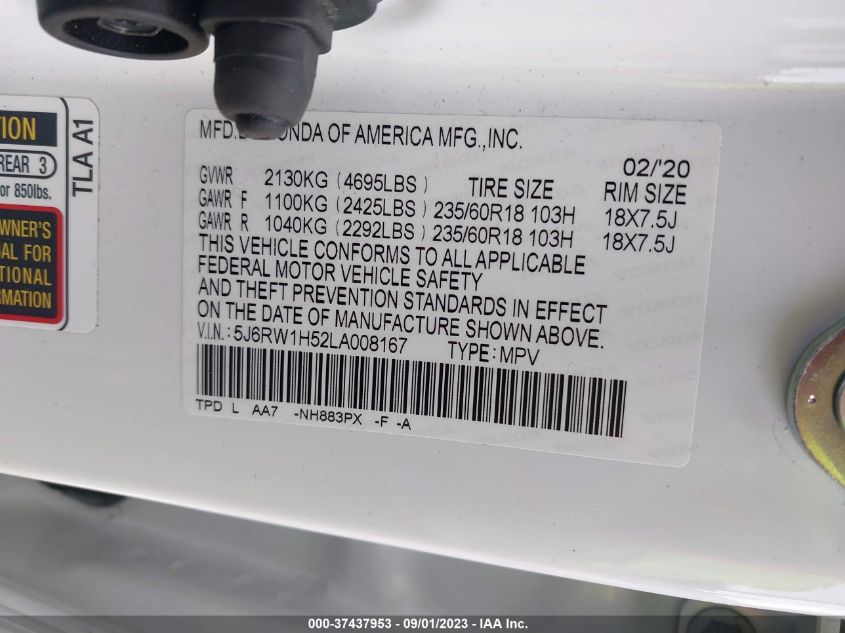 ION
REAR 3
or 850lbs.
TLA A1
WNER'S
AL FOR
TIONAL
RMATION
MFD. ONDA OF AMERICA MFG.,INC.
02/'20
GVWR 2130KG (4695LBS) TIRE SIZE RIM SIZE
GAWR F 1100KG (2425LBS) 235/60R18 103H 18X7.5J
GAWR R 1040KG (2292LBS) 235/60R18 103H 18X7.5J
THIS VEHICLE CONFORMS TO ALL APPLICABLE
FEDERAL MOTOR VEHICLE SAFETY
AND THEFT PREVENTION STANDARDS IN EFFECT
ON THE DATE OF MANUFACTURE SHOWN ABOVE.
V.I.N.: 5J6RW1H52LA008167 TYPE: MPV
TPD L AA7 -NH883PX -F -A
000-37437953 - 09/01/2023 - IAA Inc.